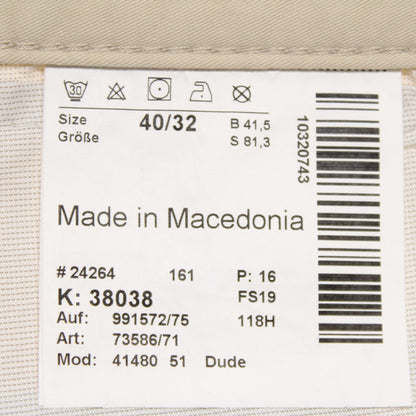 30
Size 40/32 B 41,5
Größe S 81,3
10320743
Made in Macedonia
# 24264 161 P: 16
K: 38038 FS19
Auf: 991572/75 118H
Art: 73586/71
Mod: 41480 51 Dude